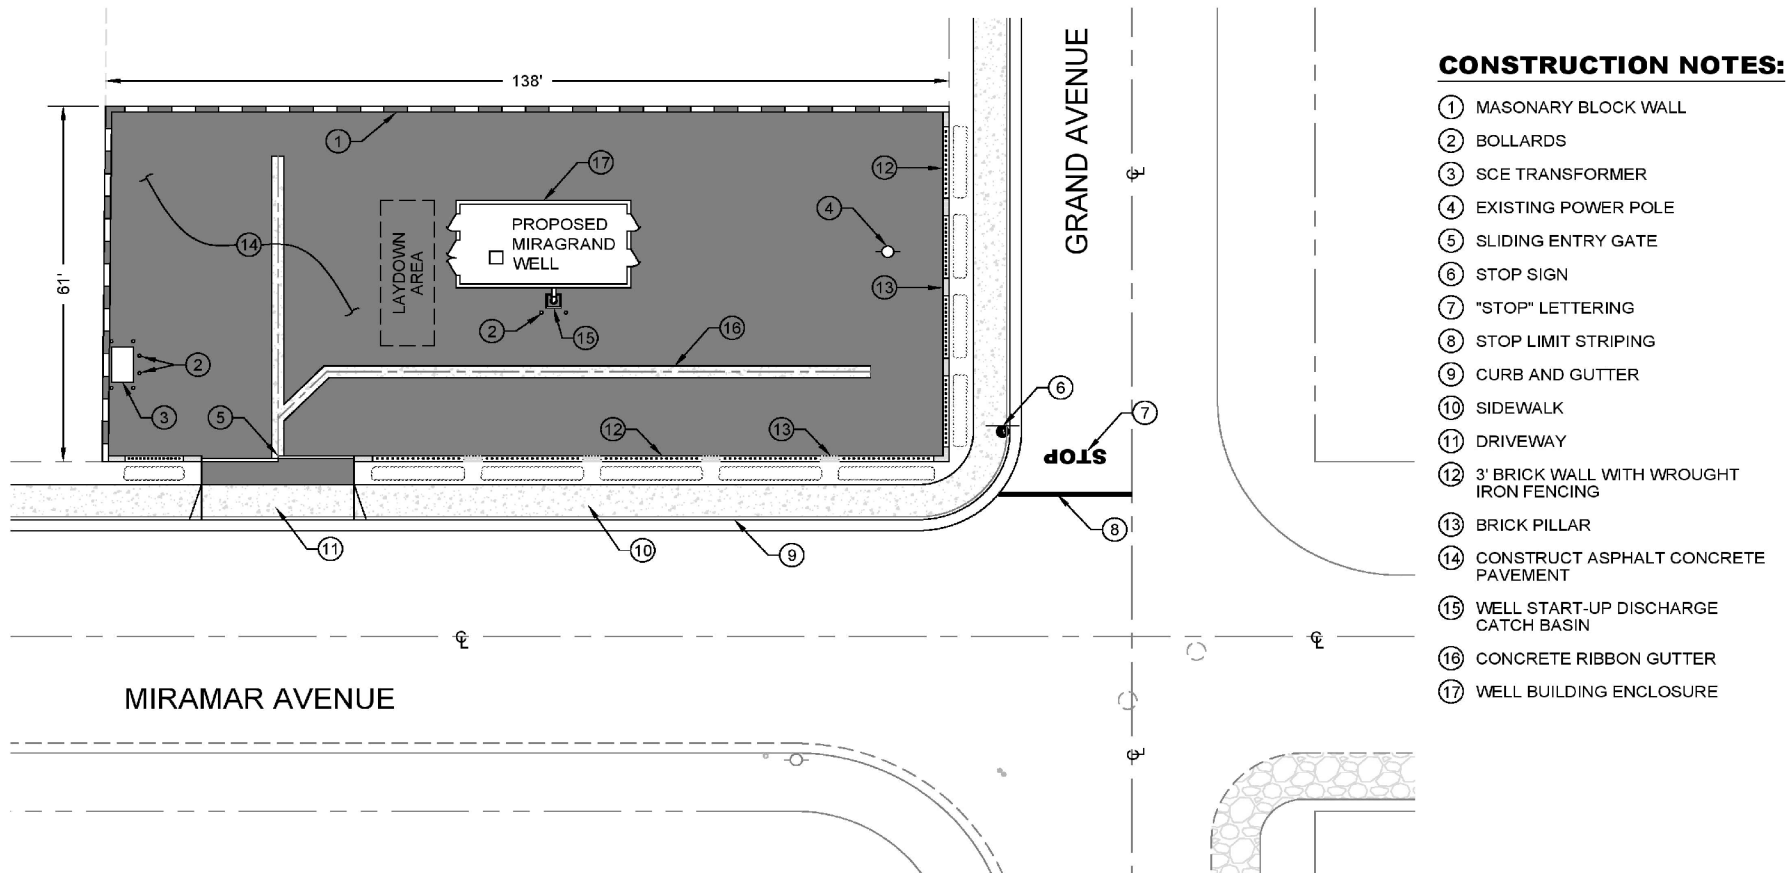 138'
61'
1
17
12
4
14
PROPOSED
MIRAGRAND
WELL
LAYDOWN
AREA
13
2
15
16
2
3
5
12
13
6
7
STOP
8
11
10
9
GRAND AVENUE
MIRAMAR AVENUE
CONSTRUCTION NOTES:
1 MASONARY BLOCK WALL
2 BOLLARDS
3 SCE TRANSFORMER
4 EXISTING POWER POLE
5 SLIDING ENTRY GATE
6 STOP SIGN
7 "STOP" LETTERING
8 STOP LIMIT STRIPING
9 CURB AND GUTTER
10 SIDEWALK
11 DRIVEWAY
12 3' BRICK WALL WITH WROUGHT
IRON FENCING
13 BRICK PILLAR
14 CONSTRUCT ASPHALT CONCRETE
PAVEMENT
15 WELL START-UP DISCHARGE
CATCH BASIN
16 CONCRETE RIBBON GUTTER
17 WELL BUILDING ENCLOSURE